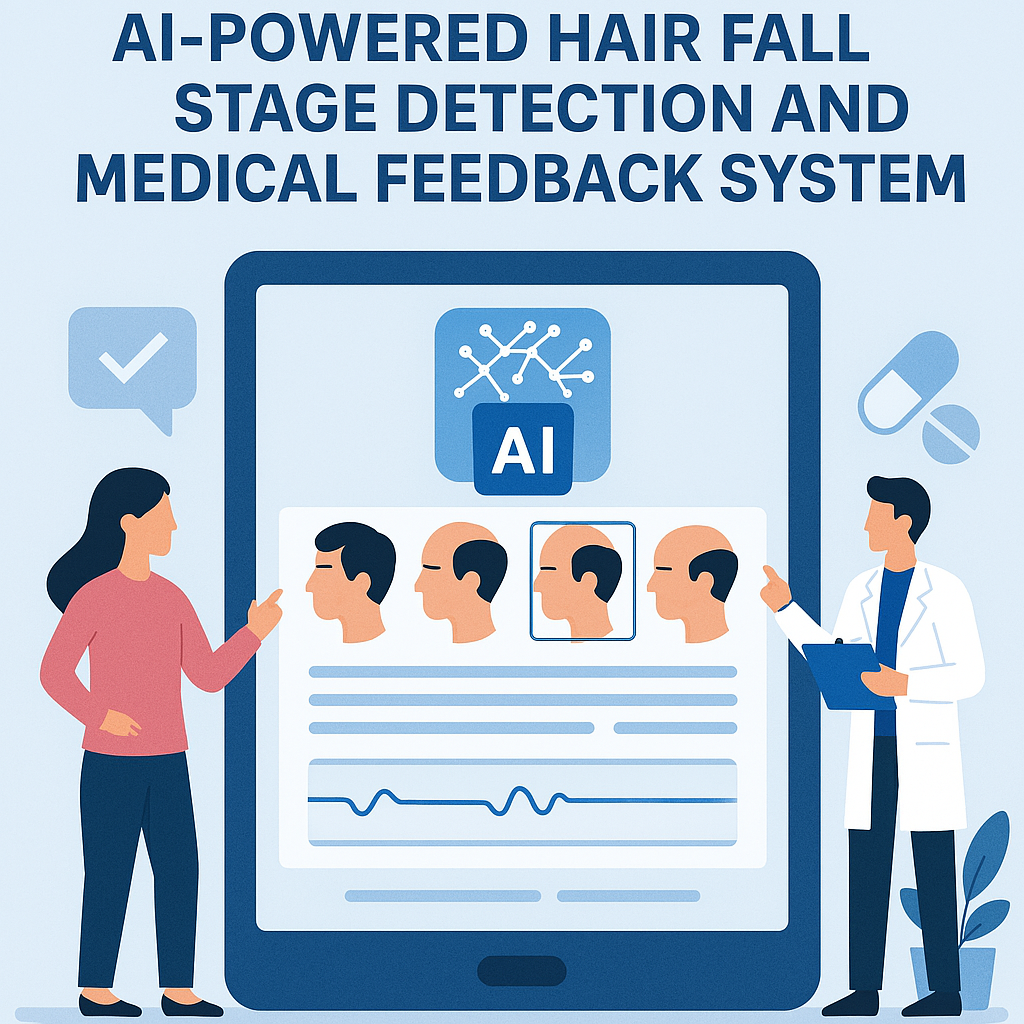 AI-POWERED HAIR FALL
STAGE DETECTION AND
MEDICAL FEEDBACK SYSTEM
AI